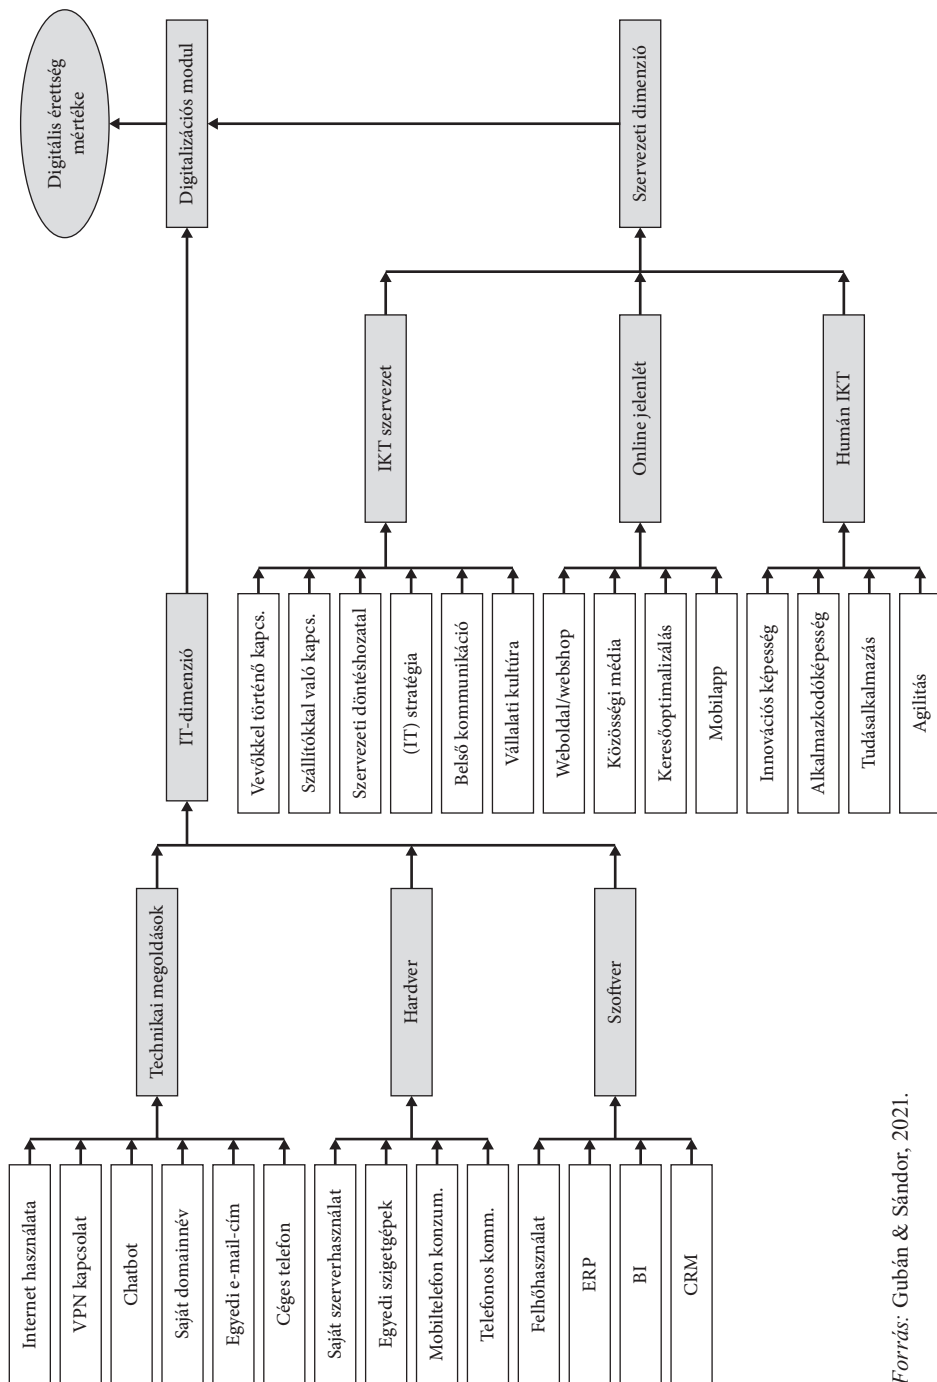 Digitális érettség
mértéke
Digitalizációs modul
IT-dimenzió
Szervezeti dimenzió
Technikai megoldások
Hardver
Szoftver
IKT szervezet
Online jelenlét
Humán IKT
Internet használata
VPN kapcsolat
Chatbot
Saját domainnév
Egyedi e-mail-cím
Céges telefon
Saját szerverhasználat
Egyedi szigetgépek
Mobiltelefon konzum.
Telefonos komm.
Felhőhasználat
ERP
BI
CRM
Vevőkkel történő kapcs.
Szállítókkal való kapcs.
Szervezeti döntéshozatal
(IT) stratégia
Belső kommunikáció
Vállalati kultúra
Weboldal/webshop
Közösségi média
Keresőoptimalizálás
Mobilapp
Innovációs képesség
Alkalmazkodóképesség
Tudásalkalmazás
Agilitás
Forrás: Gubán & Sándor, 2021.